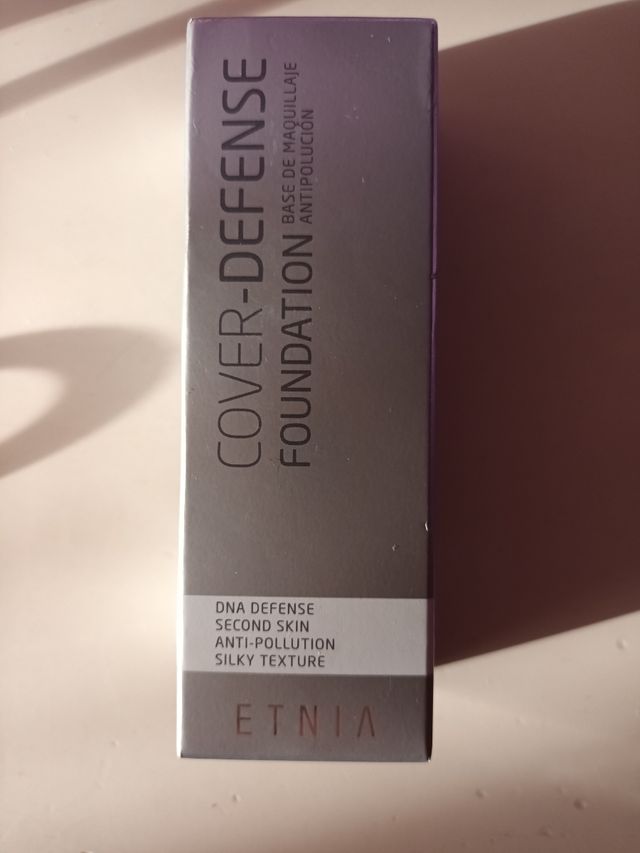 COVER-DEFENSE
FOUNDATION BASE DE MAQUILLAJE
ANTIPOLUCIÓN
DNA DEFENSE
SECOND SKIN
ANTI-POLLUTION
SILKY TEXTURE
ETNIA